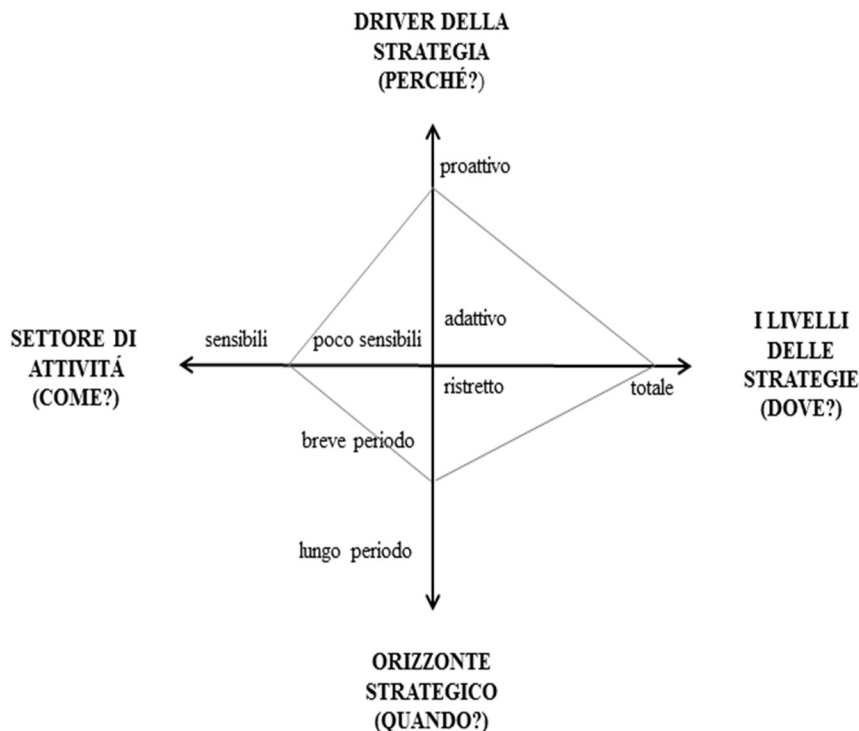 DRIVER DELLA
STRATEGIA
(PERCHÉ?)
proattivo
adattivo
sensibili
poco sensibili
SETTORE DI
ATTIVITÁ
(COME?)
I LIVELLI
DELLE
STRATEGIE
(DOVE?)
ristretto
totale
breve periodo
lungo periodo
ORIZZONTE
STRATEGICO
(QUANDO?)